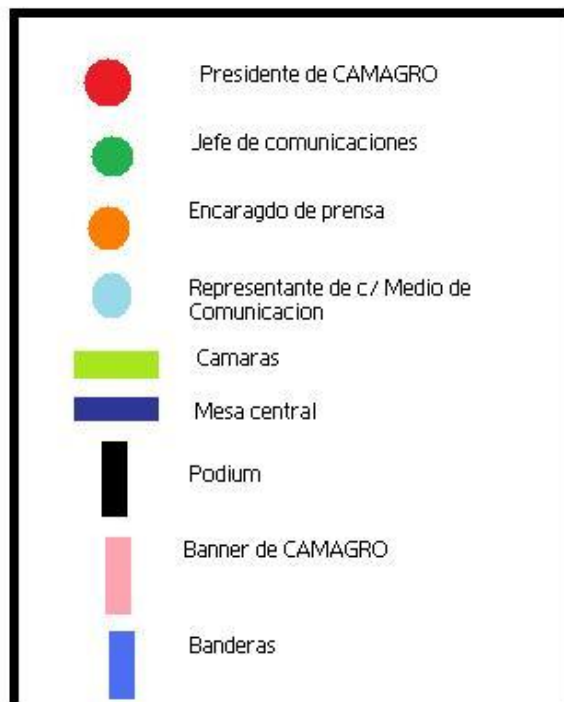 Presidente de CAMAGRO
Jefe de comunicaciones
Encaragdo de prensa
Representante de c/ Medio de
Comunicacion
Camaras
Mesa central
Podium
Banner de CAMAGRO
Banderas